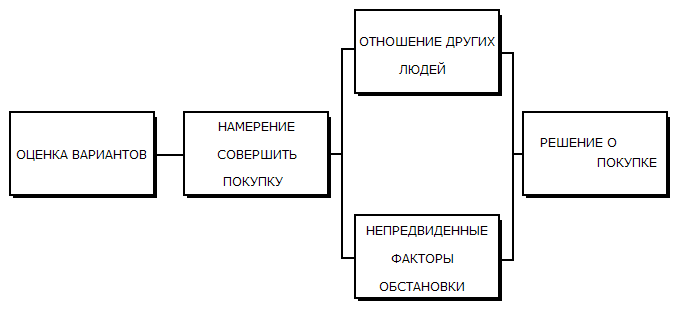 ОЦЕНКА ВАРИАНТОВ
НАМЕРЕНИЕ
СОВЕРШИТЬ
ПОКУПКУ
ОТНОШЕНИЕ ДРУГИХ
ЛЮДЕЙ
НЕПРЕДВИДЕННЫЕ
ФАКТОРЫ
ОБСТАНОВКИ
РЕШЕНИЕ О
ПОКУПКЕ